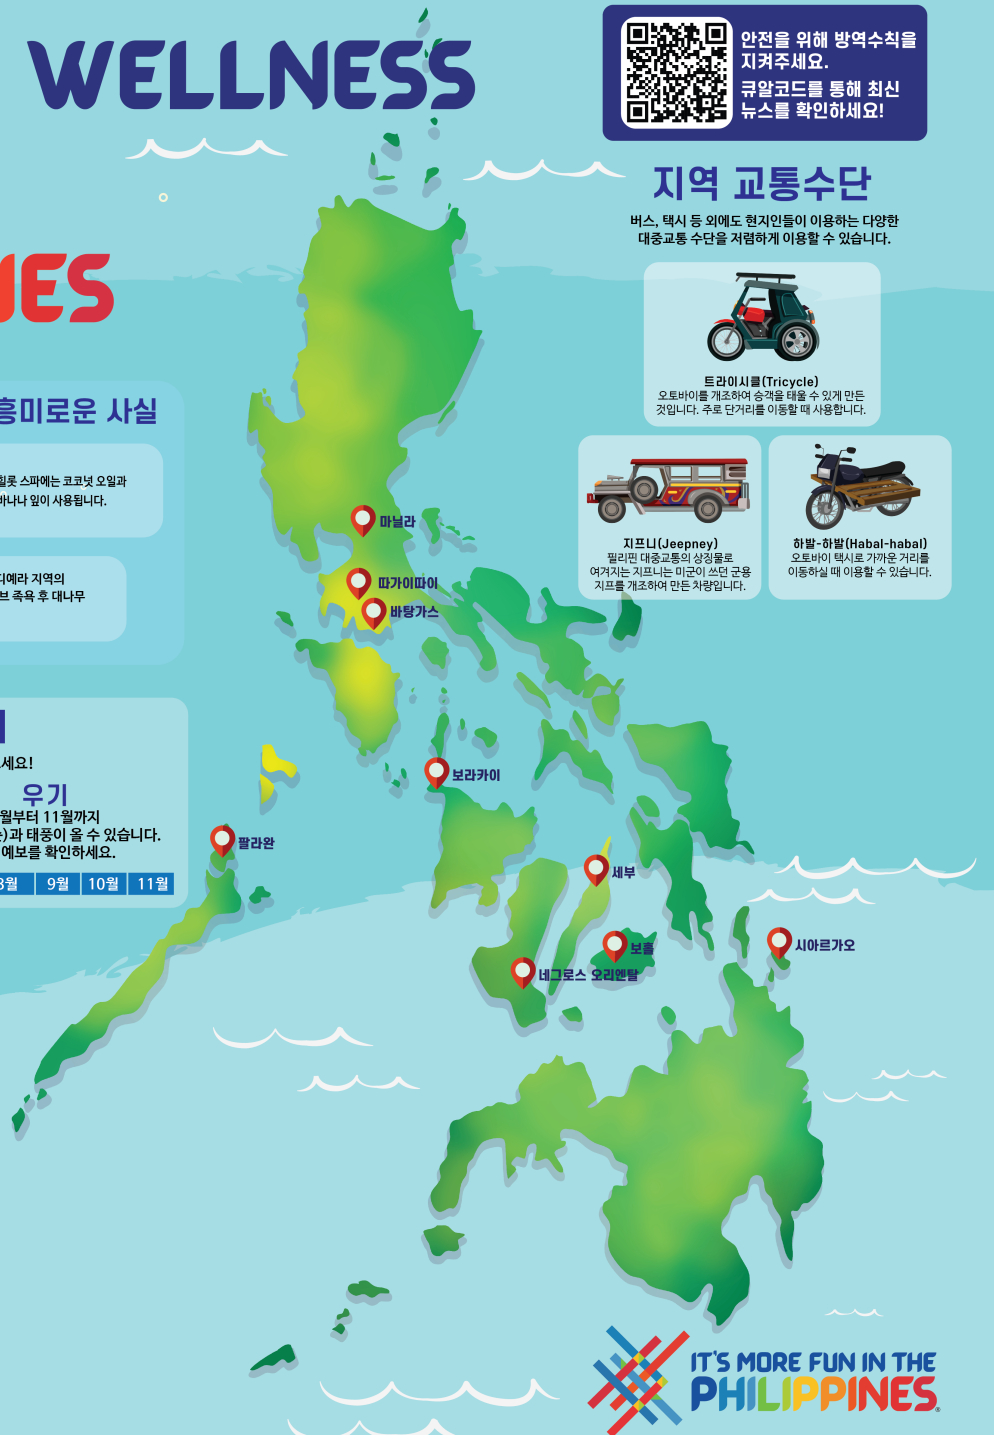 WELLNESS
안전을 위해 방역수칙을
지켜주세요.
큐알코드를 통해 최신
뉴스를 확인하세요!
지역 교통수단
버스, 택시 등 외에도 현지인들이 이용하는 다양한
대중교통 수단을 저렴하게 이용할 수 있습니다.
트라이시클(Tricycle)
오토바이를 개조하여 승객을 태울 수 있게 만든
것입니다. 주로 단거리를 이동할 때 사용합니다.
지프니(Jeepney)
필리핀 대중교통의 상징물로
여겨지는 지프니는 미군이 쓰던 군용
지프를 개조하여 만든 차량입니다.
하발-하발(Habal-habal)
오토바이 택시로 가까운 거리를
이동하실 때 이용할 수 있습니다.
ES
흥미로운 사실
힐롯 스파에는 코코넛 오일과
바나나 잎이 사용됩니다.
디예라 지역의
브 족욕 후 대나무
세요!
우기
월부터 11월까지
)과 태풍이 올 수 있습니다.
예보를 확인하세요.
8월 9월 10월 11월
마닐라
따가이따이
바탕가스
보라카이
팔라완
세부
보홀
시아르가오
네그로스 오리엔탈
IT'S MORE FUN IN THE
PHILIPPINES®